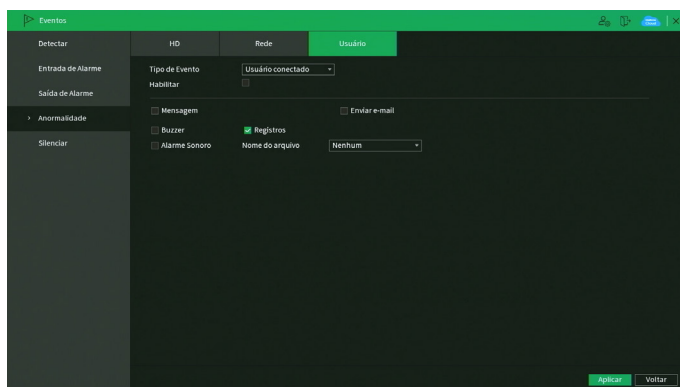 Eventos
Detectar
Entrada de Alarme
Saída de Alarme
> Anormalidade
Silenciar
HD Rede Usuário
Tipo de Evento Usuário conectado
Habilitar
Mensagem Enviar e-mail
Buzzer Registros
Alarme Sonoro Nome do arquivo Nenhum
Aplicar Voltar